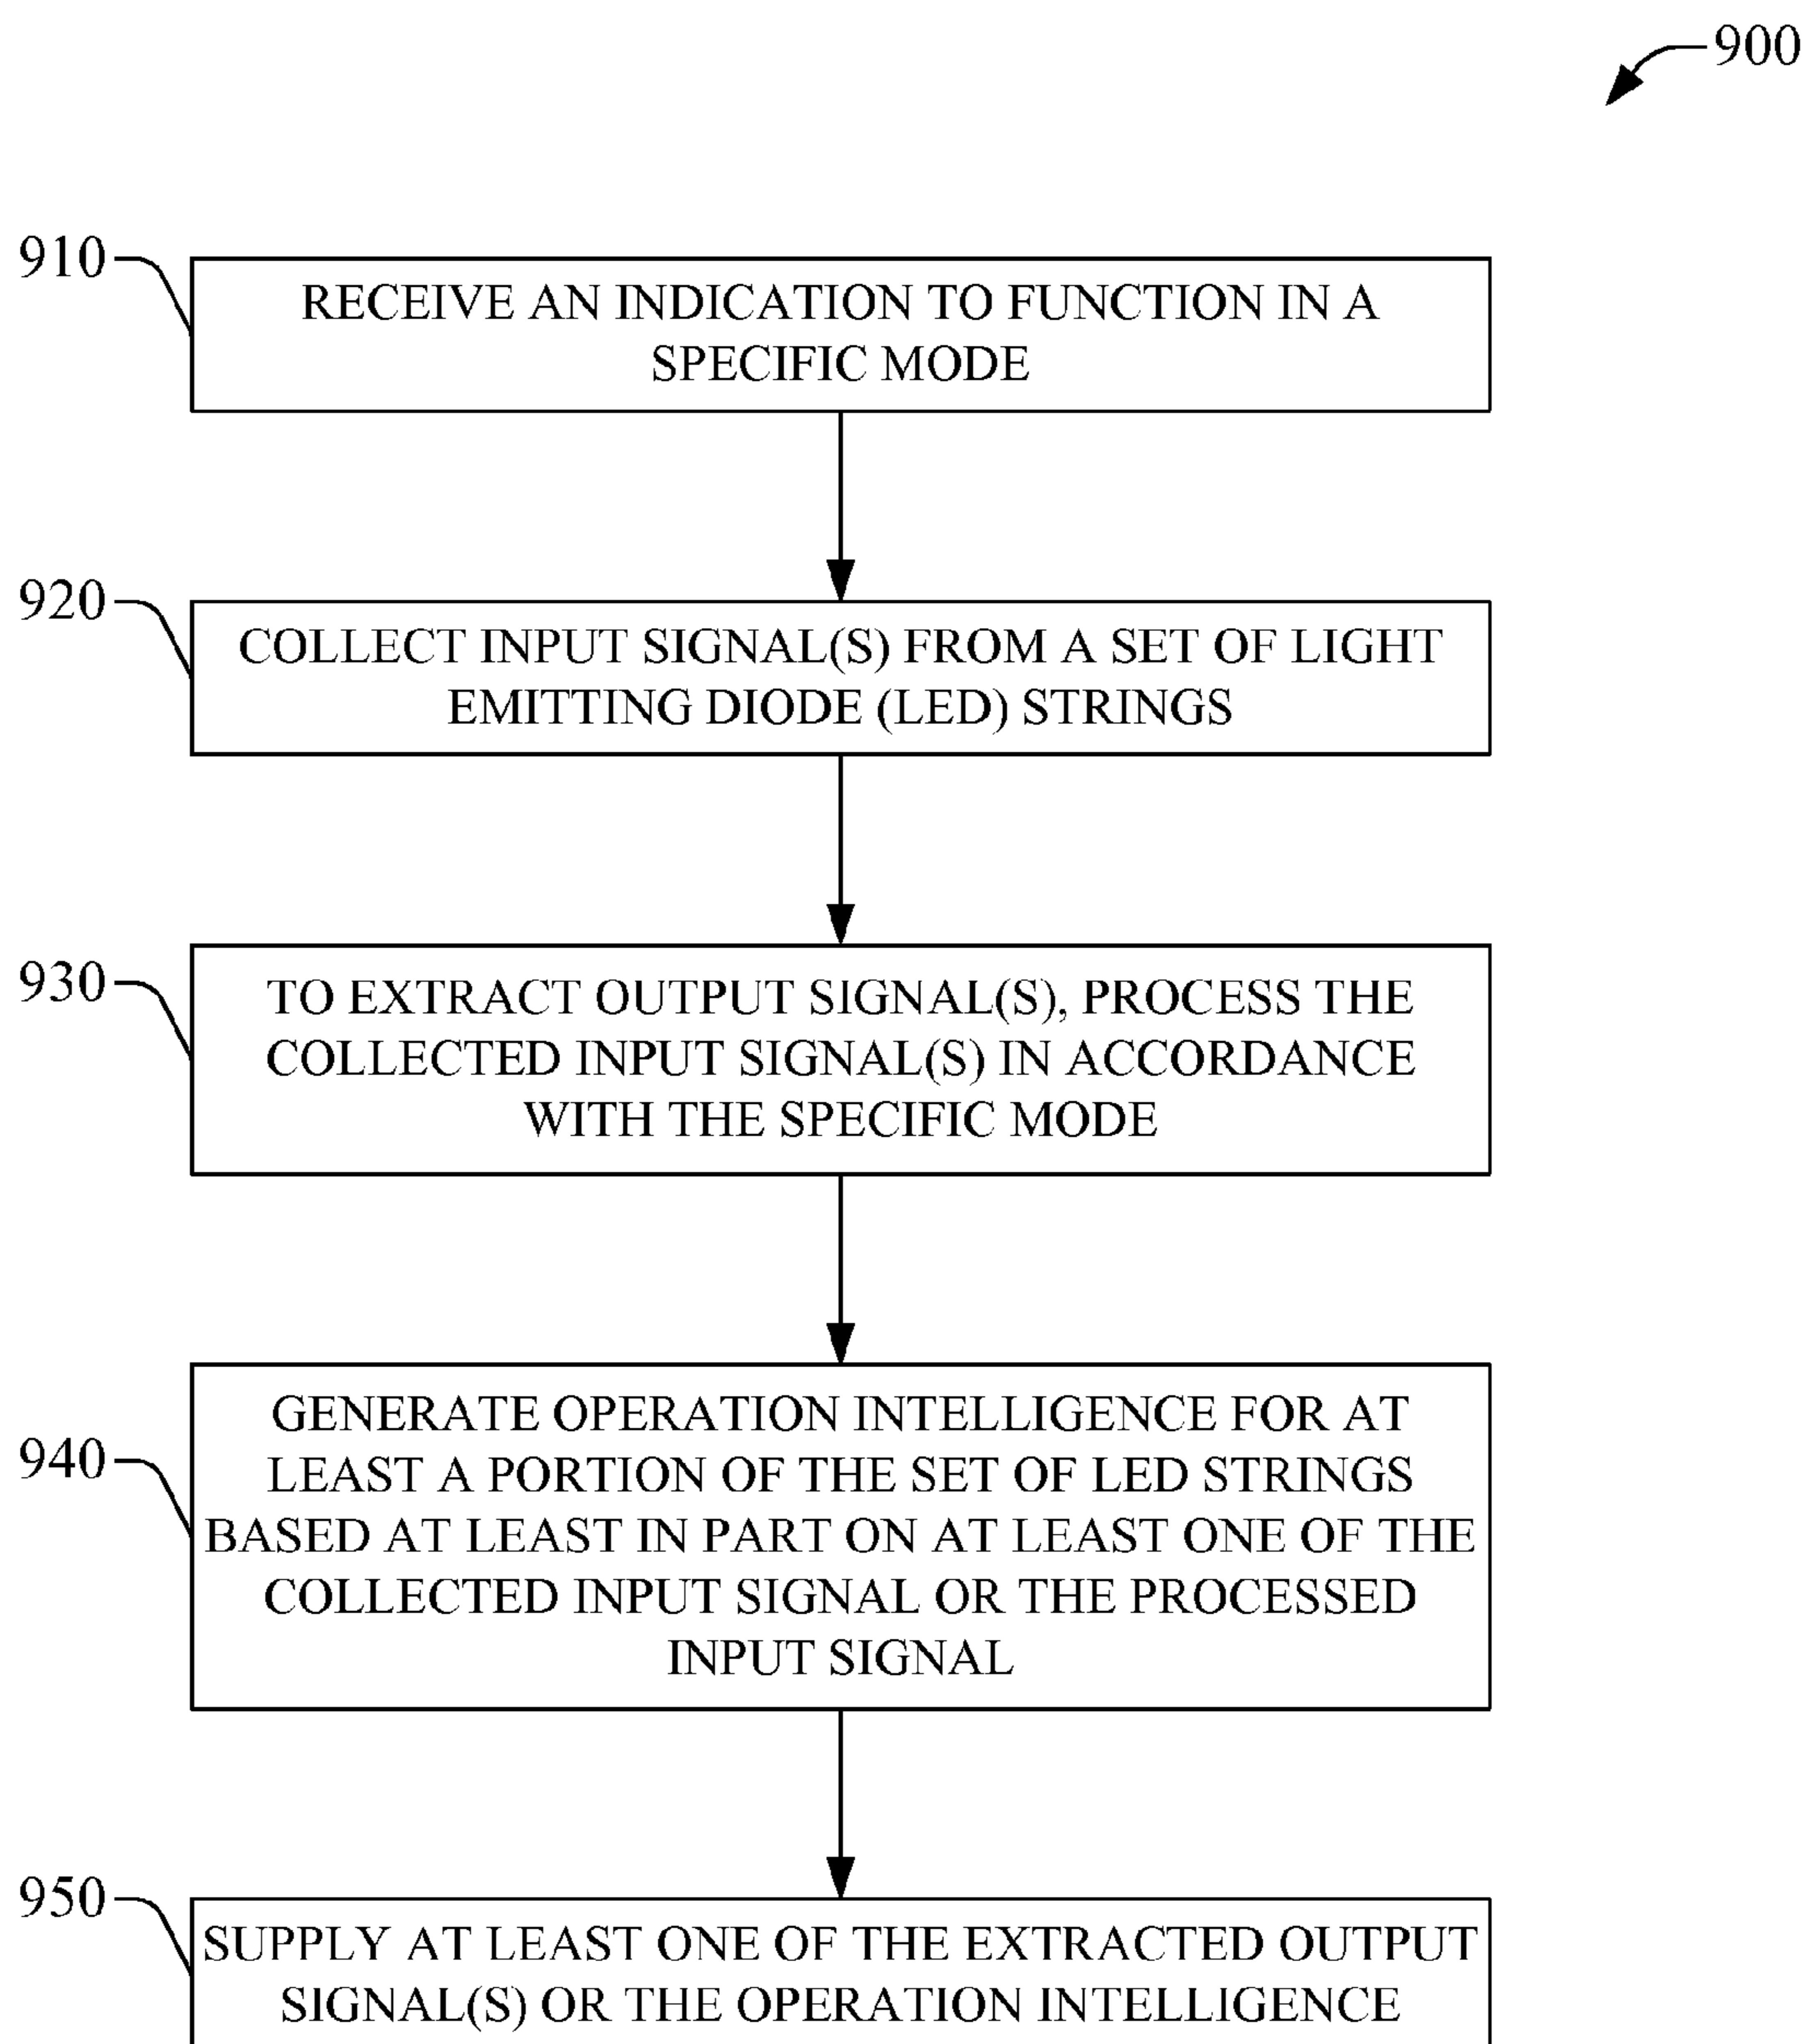 900
910
RECEIVE AN INDICATION TO FUNCTION IN A
SPECIFIC MODE
920
COLLECT INPUT SIGNAL(S) FROM A SET OF LIGHT
EMITTING DIODE (LED) STRINGS
930
TO EXTRACT OUTPUT SIGNAL(S), PROCESS THE
COLLECTED INPUT SIGNAL(S) IN ACCORDANCE
WITH THE SPECIFIC MODE
940
GENERATE OPERATION INTELLIGENCE FOR AT
LEAST A PORTION OF THE SET OF LED STRINGS
BASED AT LEAST IN PART ON AT LEAST ONE OF THE
COLLECTED INPUT SIGNAL OR THE PROCESSED
INPUT SIGNAL
950
SUPPLY AT LEAST ONE OF THE EXTRACTED OUTPUT
SIGNAL(S) OR THE OPERATION INTELLIGENCE